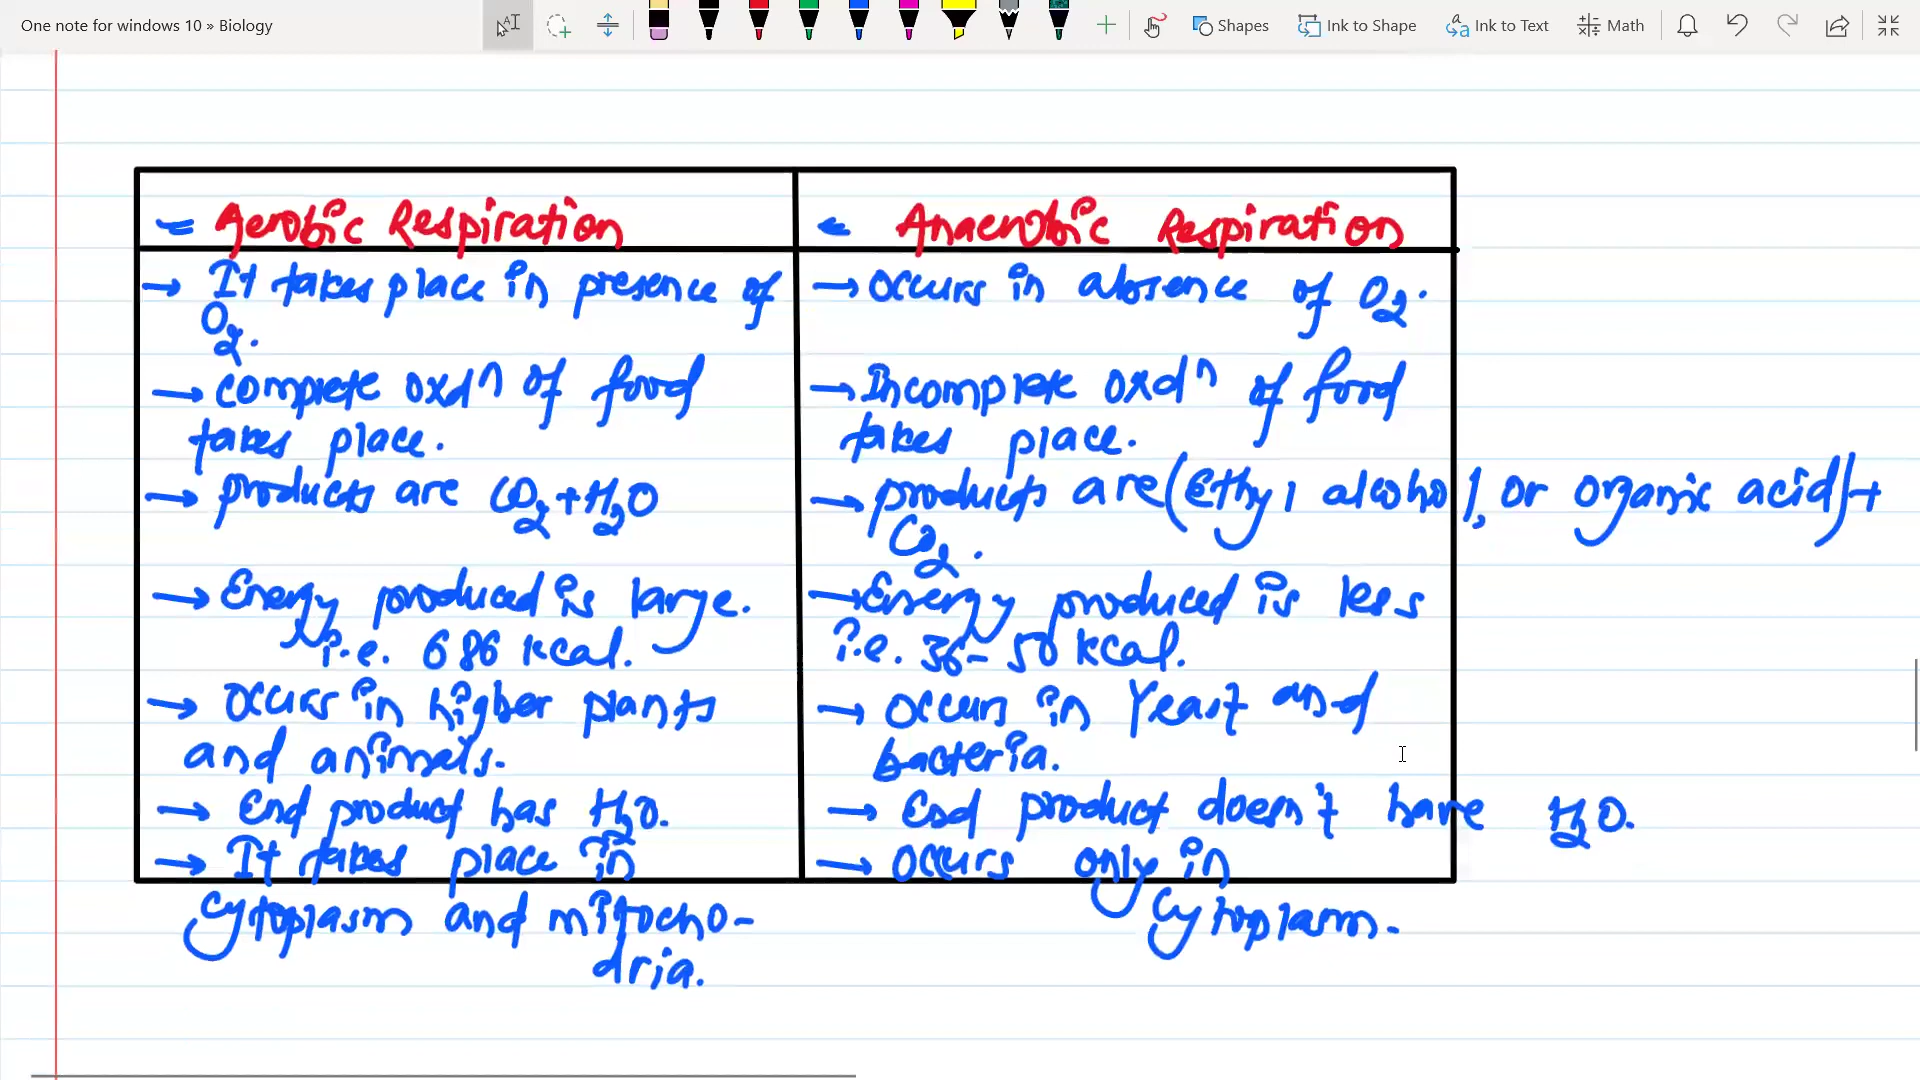 One note for windows 10 » Biology
Shapes
Ink to Shape
Ink to Text
Math
Aerobic Respiration
→ It takes place in presence of
O2.
→ complete oxdn of food
takes place.
→ products are CO2+H2O
→ Energy produced is large.
i.e. 686 kcal.
→ occurs in higher plants
and animals.
→ End product has H2O.
→ It takes place in
cytoplasm and mitocho-
dria.
Anaerobic Respiration
→ occurs in absence of O2.
→ Incomplete oxdn of food
takes place.
→ products are (Ethyl alcohol, or organic acid) +
CO2.
→ Energy produced is less
i.e. 36-50 kcal.
→ occurs in Yeast and
bacteria.
→ End product doesn't have H2O.
→ occurs only in
cytoplasm.